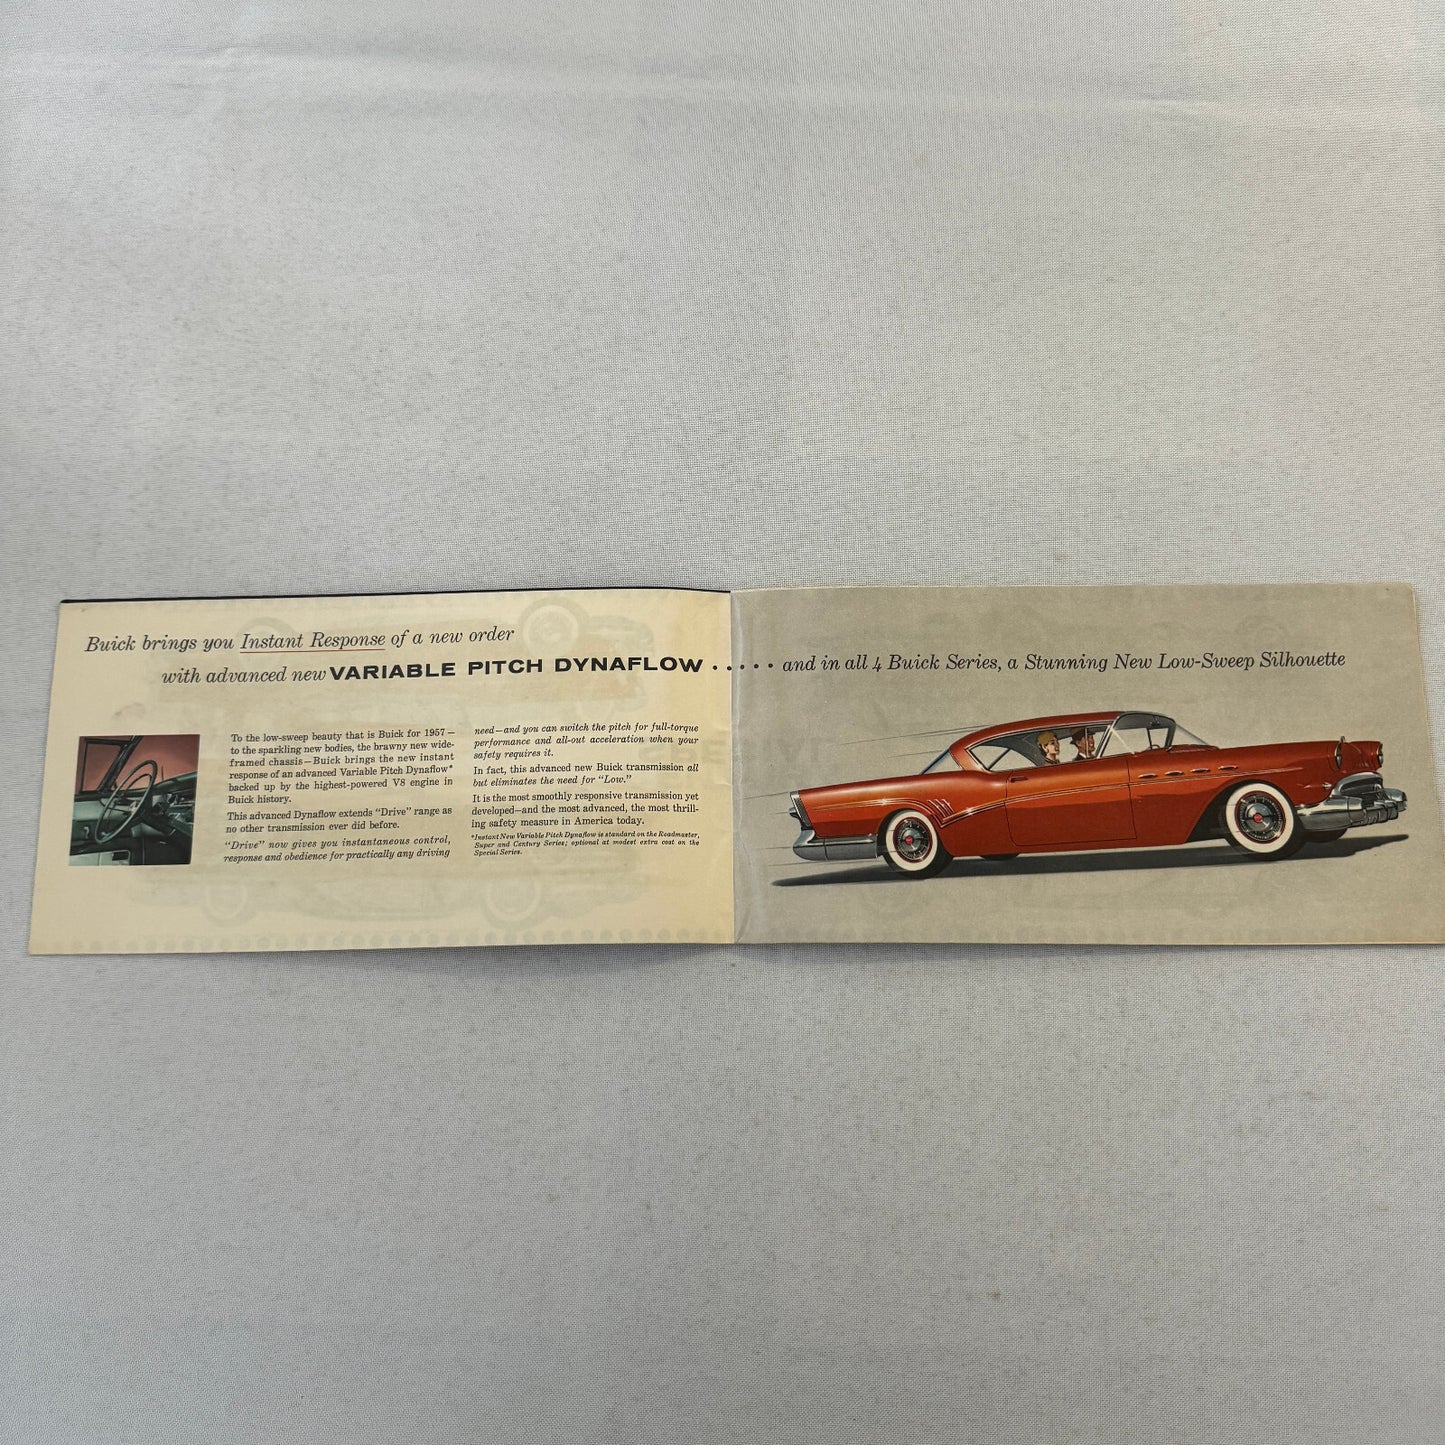 Buick brings you Instant Response of a new order
with advanced new VARIABLE PITCH DYNAFLOW . . . . . and in all 4 Buick Series, a Stunning New Low-Sweep Silhouette
To the low-sweep beauty that is Buick for 1957—
to the sparkling new bodies, the brawny new wide-
framed chassis—Buick brings the new instant
response of an advanced Variable Pitch Dynaflow*
backed up by the highest-powered V8 engine in
Buick history.
This advanced Dynaflow extends "Drive" range as
no other transmission ever did before.
"Drive" now gives you instantaneous control,
response and obedience for practically any driving
need—and you can switch the pitch for full-torque
performance and all-out acceleration when your
safety requires it.
In fact, this advanced new Buick transmission all
but eliminates the need for "Low."
It is the most smoothly responsive transmission yet
developed—and the most advanced, the most thrill-
ing safety measure in America today.
*Instant New Variable Pitch Dynaflow is standard on the Roadmaster,
Super and Century Series; optional at modest extra cost on the
Special Series.